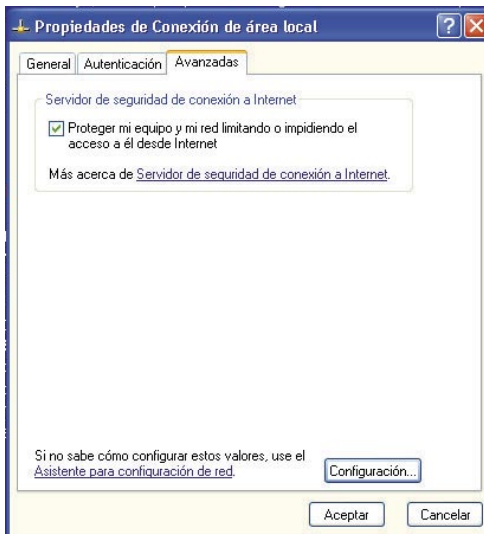 Propiedades de Conexión de área local
General Autenticación Avanzadas
Servidor de seguridad de conexión a Internet
Proteger mi equipo y mi red limitando o impidiendo el
acceso a él desde Internet
Más acerca de Servidor de seguridad de conexión a Internet.
Si no sabe cómo configurar estos valores, use el
Asistente para configuración de red.
Configuración...
Aceptar Cancelar